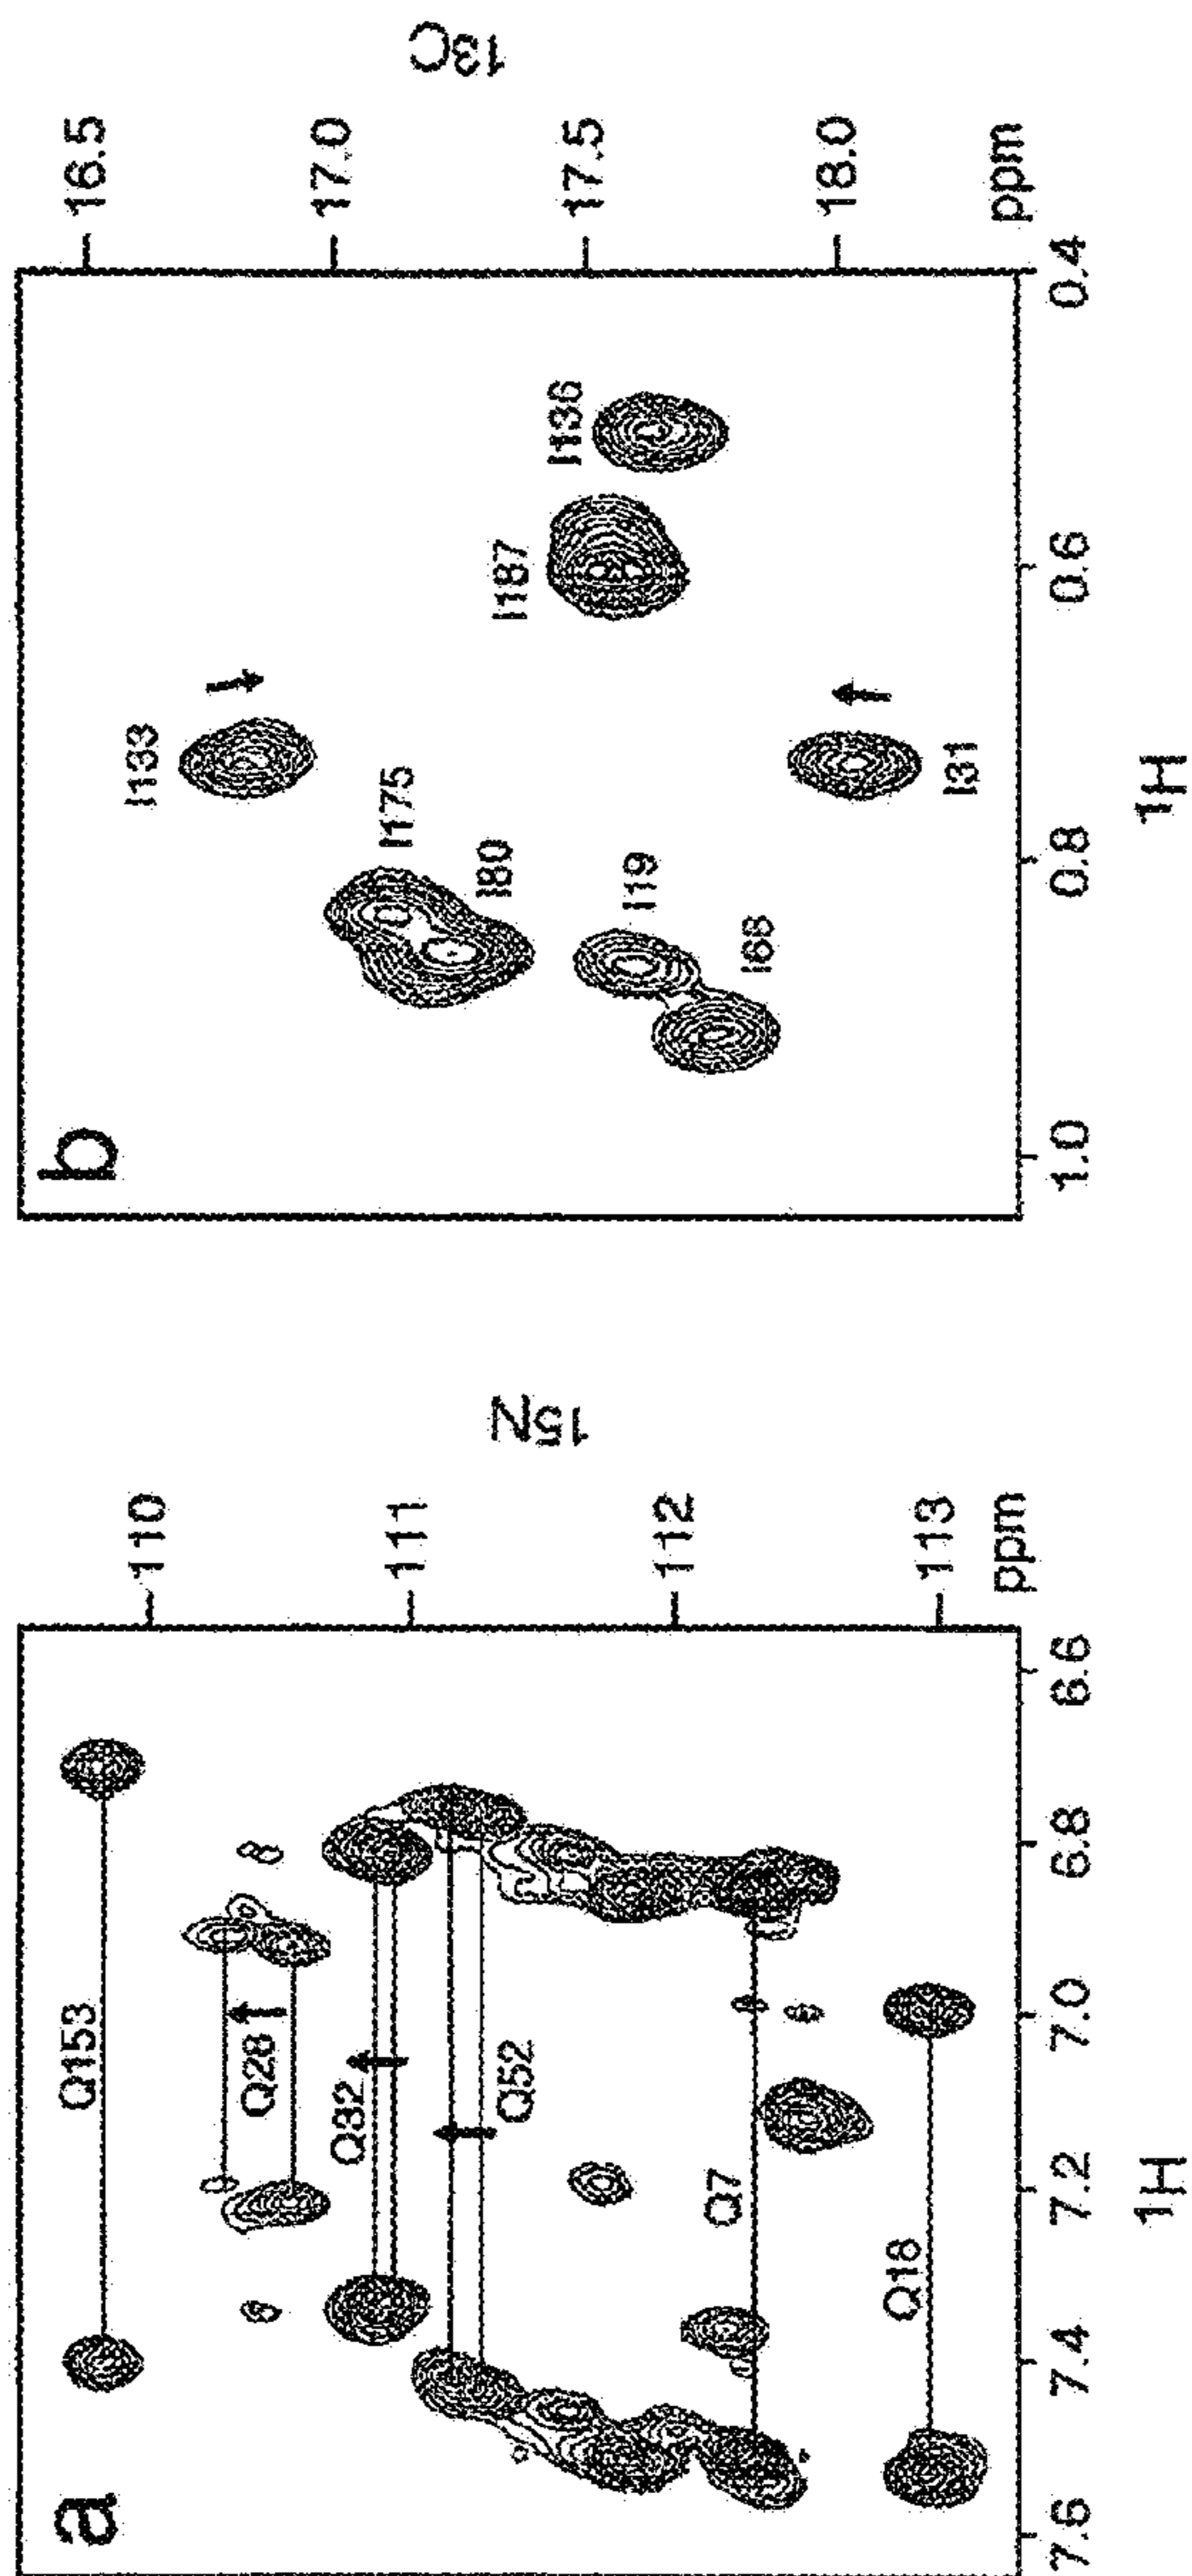 a
Q153
Q28
Q32
Q52
Q7
Q18
110
111
112
113
ppm
15N
7.6 7.4 7.2 7.0 6.8 6.6
1H
b
I133
I175
I80
I187
I136
I19
I68
I31
16.5
17.0
17.5
18.0
ppm
13C
1.0 0.8 0.6 0.4
1H